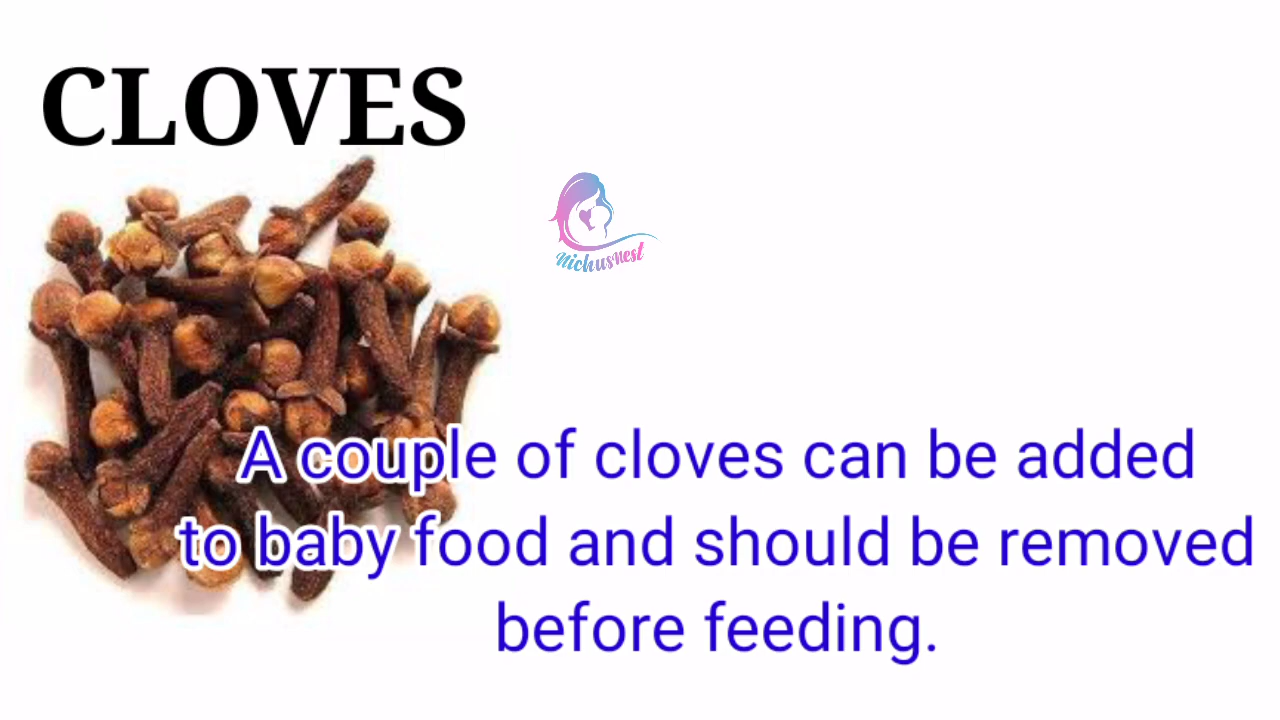 CLOVES
NichusNest
A couple of cloves can be added
to baby food and should be removed
before feeding.